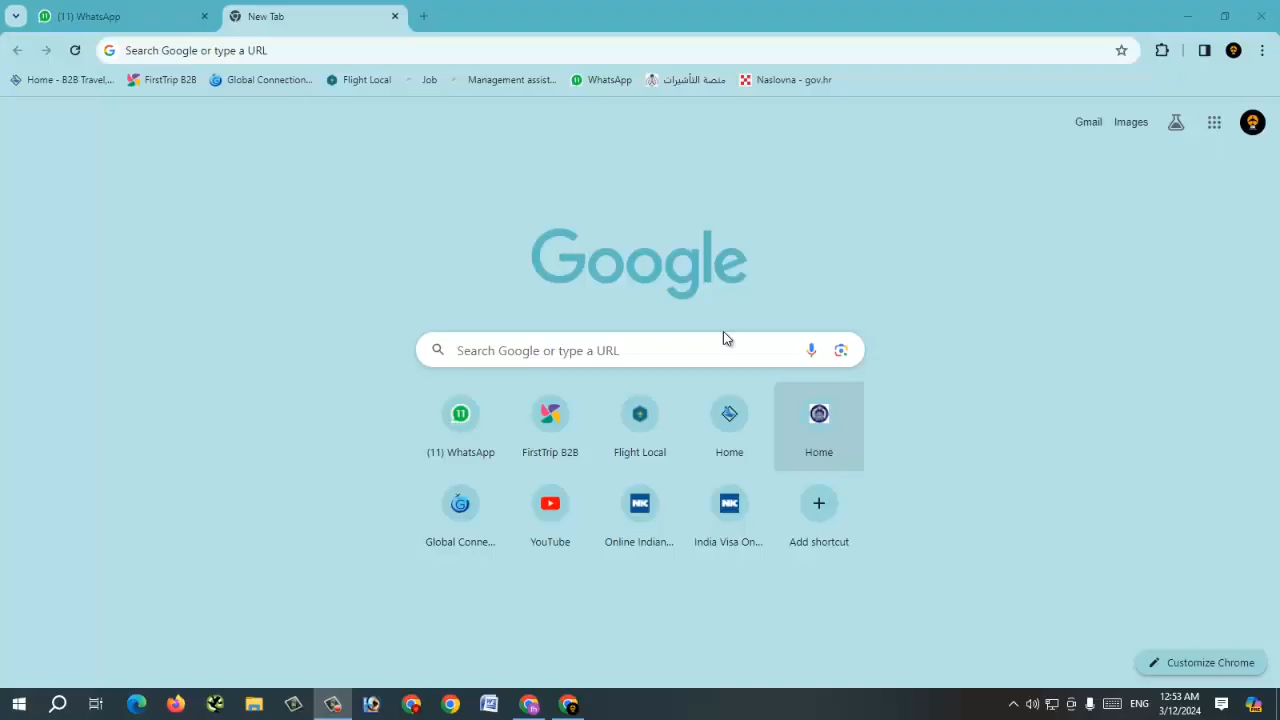 (11) WhatsApp
New Tab
Search Google or type a URL
Home - B2B Travel,...
FirstTrip B2B
Global Connection...
Flight Local
Job
Management assist...
WhatsApp
منصة التأشيرات
Naslovna - gov.hr
Gmail
Images
Google
Search Google or type a URL
(11) WhatsApp
FirstTrip B2B
Flight Local
Home
Home
Global Conne...
YouTube
Online Indian...
India Visa On...
Add shortcut
Customize Chrome
ENG
12:53 AM
3/12/2024